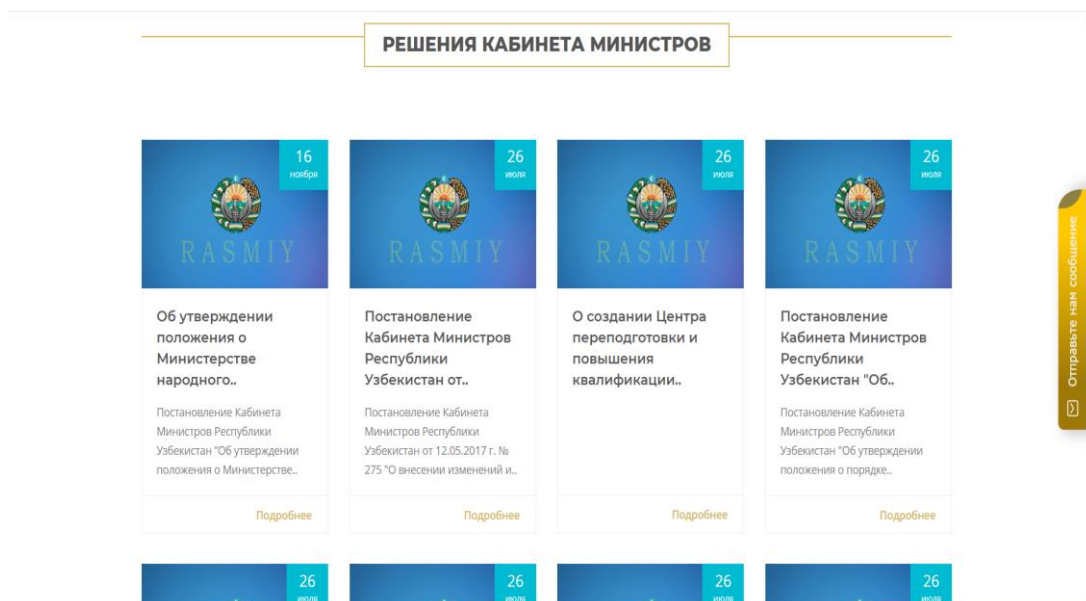 РЕШЕНИЯ КАБИНЕТА МИНИСТРОВ
16
ноября
RASMIY
Об утверждении
положения о
Министерстве
народного..
Постановление Кабинета
Министров Республики
Узбекистан "Об утверждении
положения о Министерстве..
Подробнее
26
июля
RASMIY
Постановление
Кабинета Министров
Республики
Узбекистан от..
Постановление Кабинета
Министров Республики
Узбекистан от 12.05.2017 г. №
275 "О внесении изменений и..
Подробнее
26
июля
RASMIY
О создании Центра
переподготовки и
повышения
квалификации..
Подробнее
26
июля
RASMIY
Постановление
Кабинета Министров
Республики
Узбекистан "Об..
Постановление Кабинета
Министров Республики
Узбекистан "Об утверждении
положения о порядке..
Подробнее
26
июля
26
июля
26
июля
26
июля
Отправьте нам сообщение